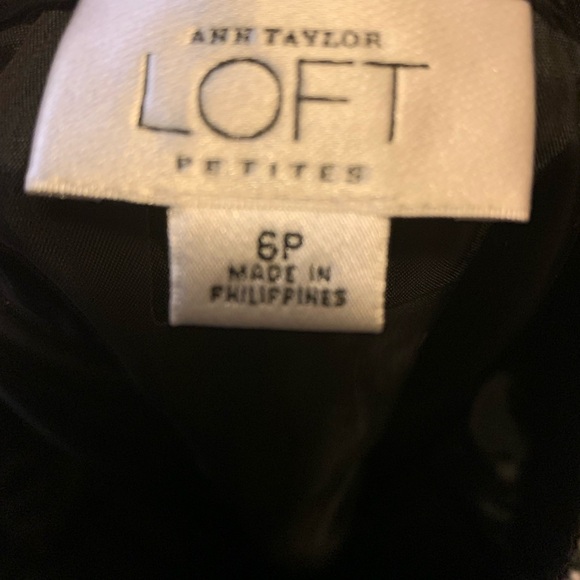 ANN TAYLOR
LOFT
PETITES
6P
MADE IN
PHILIPPINES